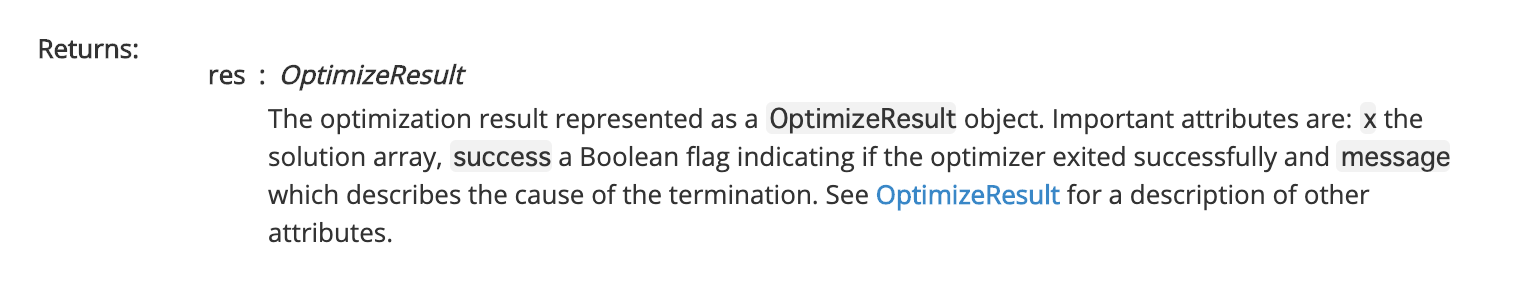 Returns:
res : OptimizeResult
The optimization result represented as a OptimizeResult object. Important attributes are: x the
solution array, success a Boolean flag indicating if the optimizer exited successfully and message
which describes the cause of the termination. See OptimizeResult for a description of other
attributes.